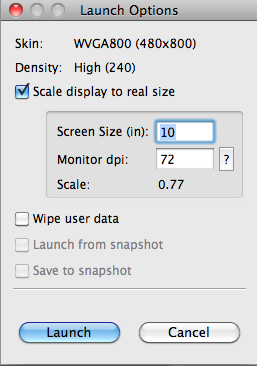 Launch Options
Skin: WVGA800 (480x800)
Density: High (240)
Scale display to real size
Screen Size (in): 10
Monitor dpi: 72 ?
Scale: 0.77
Wipe user data
Launch from snapshot
Save to snapshot
Launch Cancel